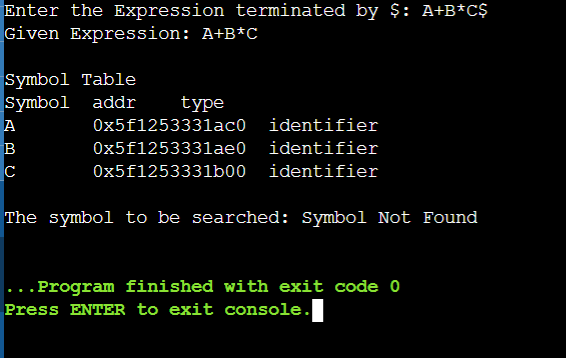 Enter the Expression terminated by $: A+B*C$
Given Expression: A+B*C
Symbol Table
Symbol addr type
A 0x5f1253331ac0 identifier
B 0x5f1253331ae0 identifier
C 0x5f1253331b00 identifier
The symbol to be searched: Symbol Not Found
...Program finished with exit code 0
Press ENTER to exit console.